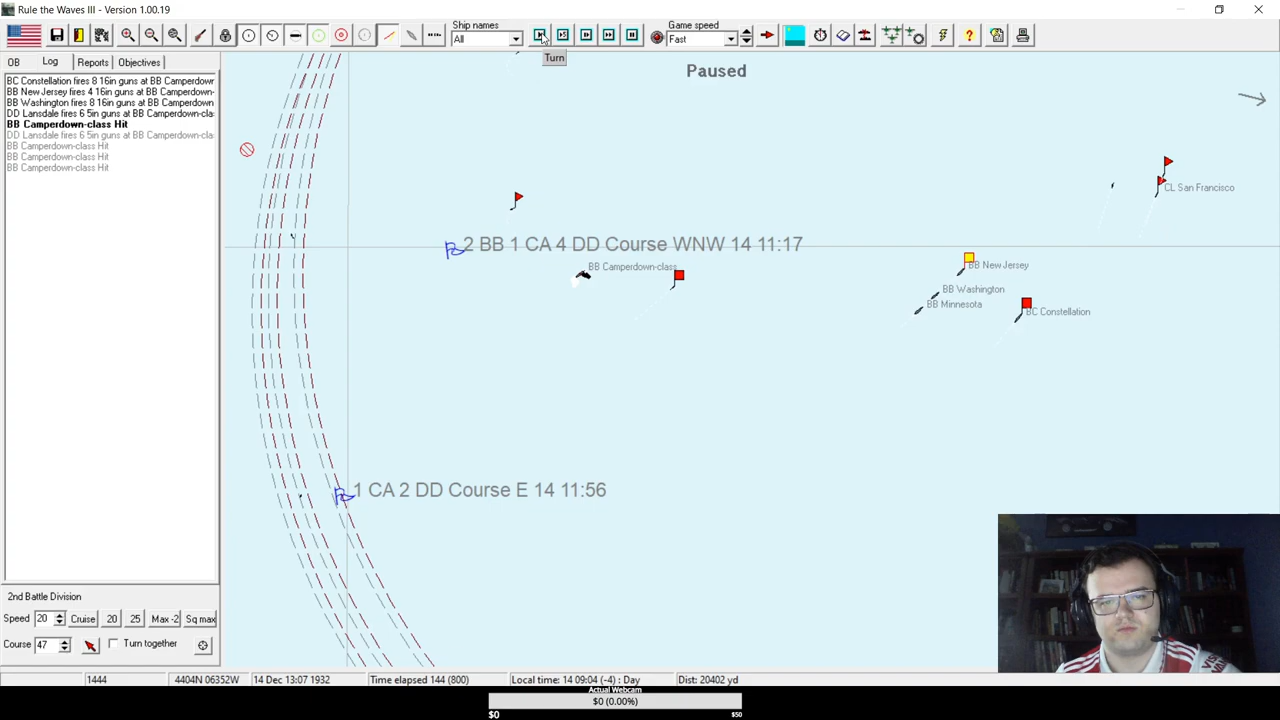 Rule the Waves III - Version 1.00.19
Ship names
All
Game speed
Fast
Turn
OB
Log
Reports
Objectives
Paused
BC Constellation fires 8 16in guns at BB Camperdowr
BB New Jersey fires 4 16in guns at BB Camperdown
BB Washington fires 8 16in guns at BB Camperdown
DD Lansdale fires 6 5in guns at BB Camperdown-cla:
BB Camperdown-class Hit
DD Lansdale fires 6 5in guns at BB Camperdown-cla:
BB Camperdown-class Hit
BB Camperdown-class Hit
BB Camperdown-class Hit
CL San Francisco
2 BB 1 CA 4 DD Course WNW 14 11:17
BB Camperdown-class
BB New Jersey
BB Washington
BB Minnesota
BC Constellation
1 CA 2 DD Course E 14 11:56
2nd Battle Division
Speed 20 Cruise 20 25 Max -2 Sq max
Course 47 Turn together
1444
4404N 06352W
14 Dec 13:07 1932
Time elapsed 144 (800)
Local time: 14 09:04 (-4) : Day
Dist: 20402 yd
Actual Webcam
$0 (0.00%)
$0
$50